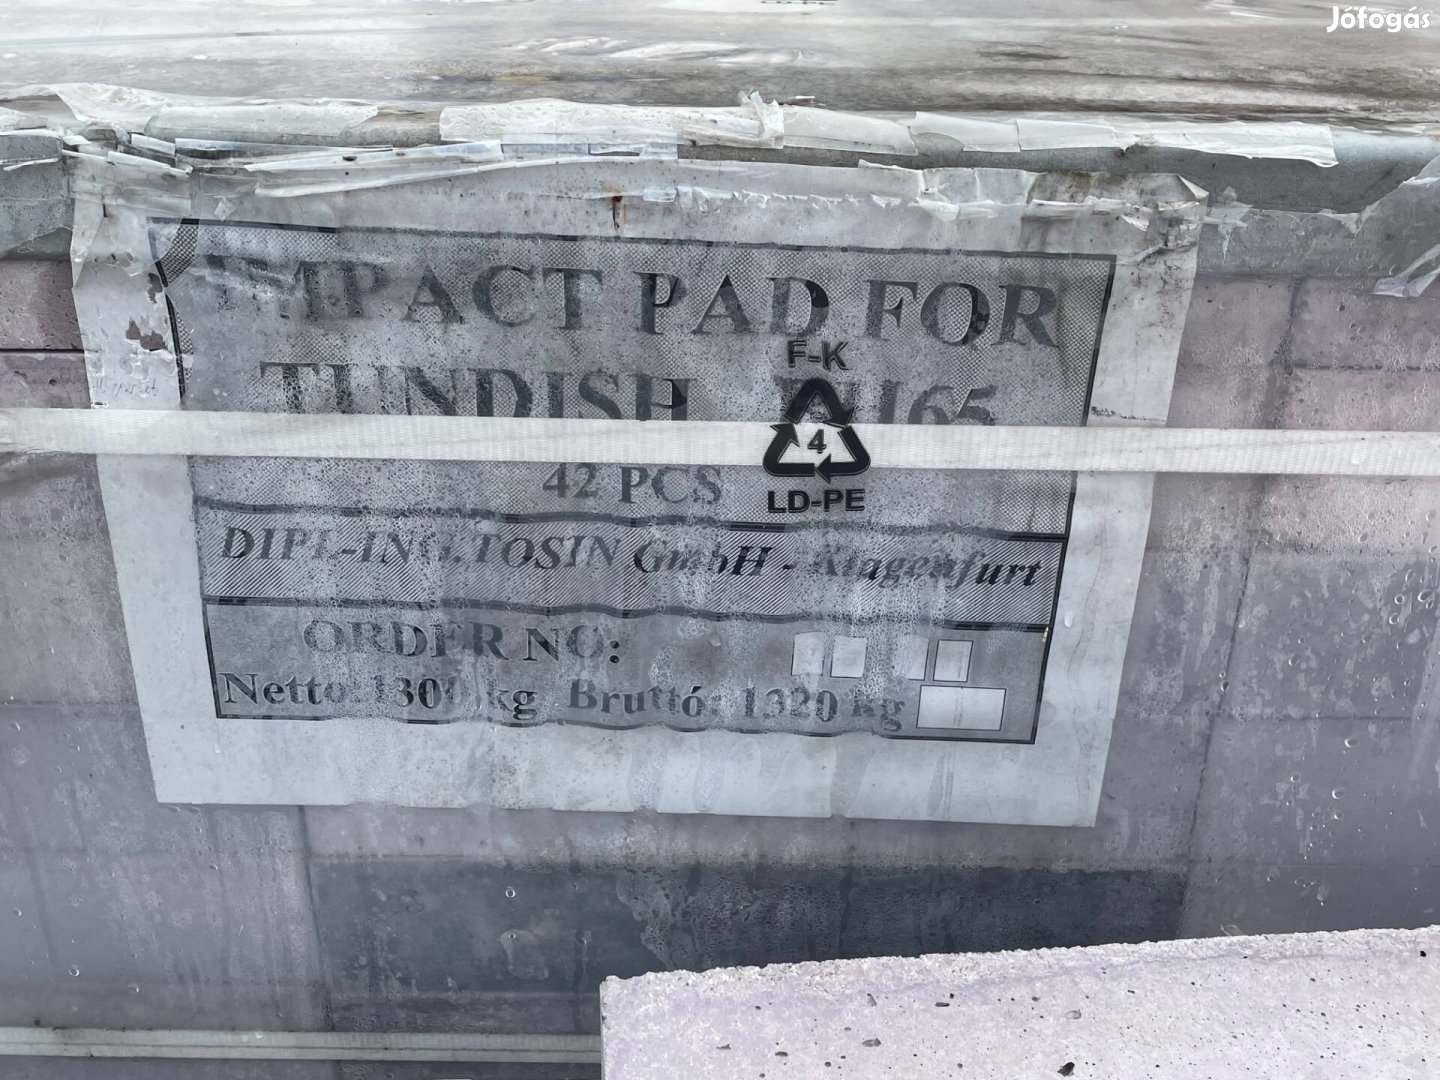 Jófogás
IMPACT PAD FOR
TUNDISH
F-K
4
LD-PE
42 PCS
DIPL-ING.TOSIN GmbH - Klagenfurt
ORDER NO:
Netto: 1300 kg Bruttó: 1320 kg